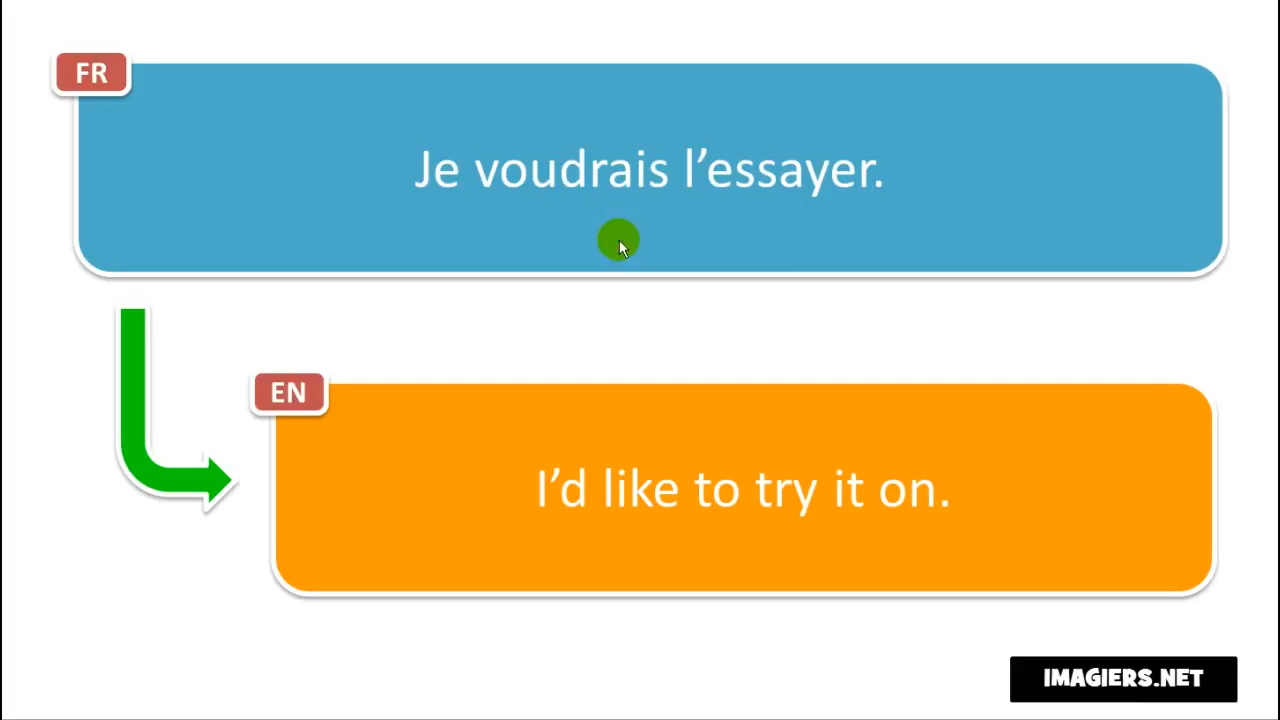 FR
Je voudrais l’essayer.
EN
I’d like to try it on.
IMAGIERS.NET